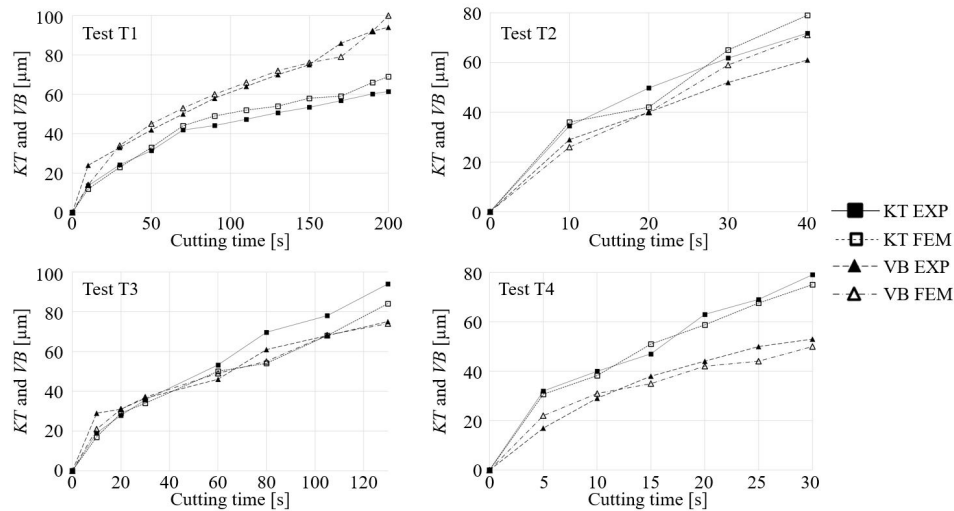 Test T1
KT and VB [μm]
100
80
60
40
20
0
0 50 100 150 200
Cutting time [s]
Test T2
KT and VB [μm]
80
60
40
20
0
0 10 20 30 40
Cutting time [s]
Test T3
KT and VB [μm]
100
80
60
40
20
0
0 20 40 60 80 100 120
Cutting time [s]
Test T4
KT and VB [μm]
80
60
40
20
0
0 5 10 15 20 25 30
Cutting time [s]
KT EXP
KT FEM
VB EXP
VB FEM